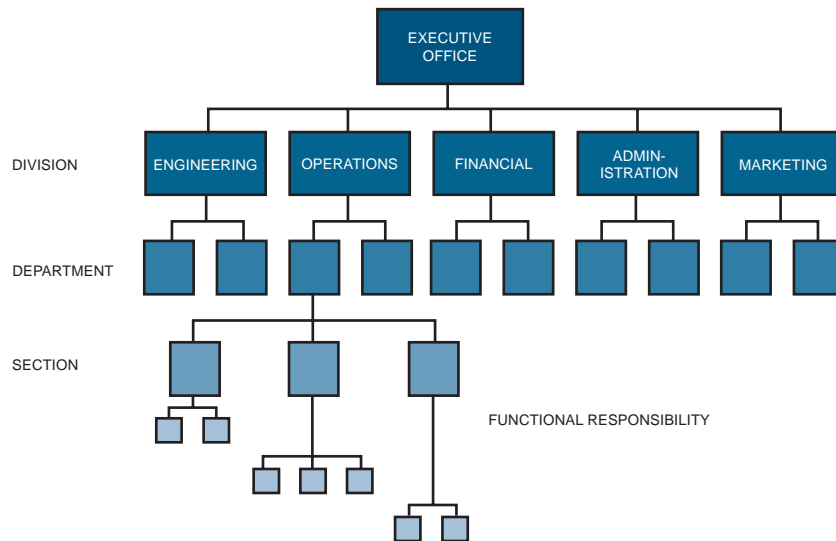 EXECUTIVE
OFFICE
DIVISION
ENGINEERING
OPERATIONS
FINANCIAL
ADMIN-
ISTRATION
MARKETING
DEPARTMENT
SECTION
FUNCTIONAL RESPONSIBILITY